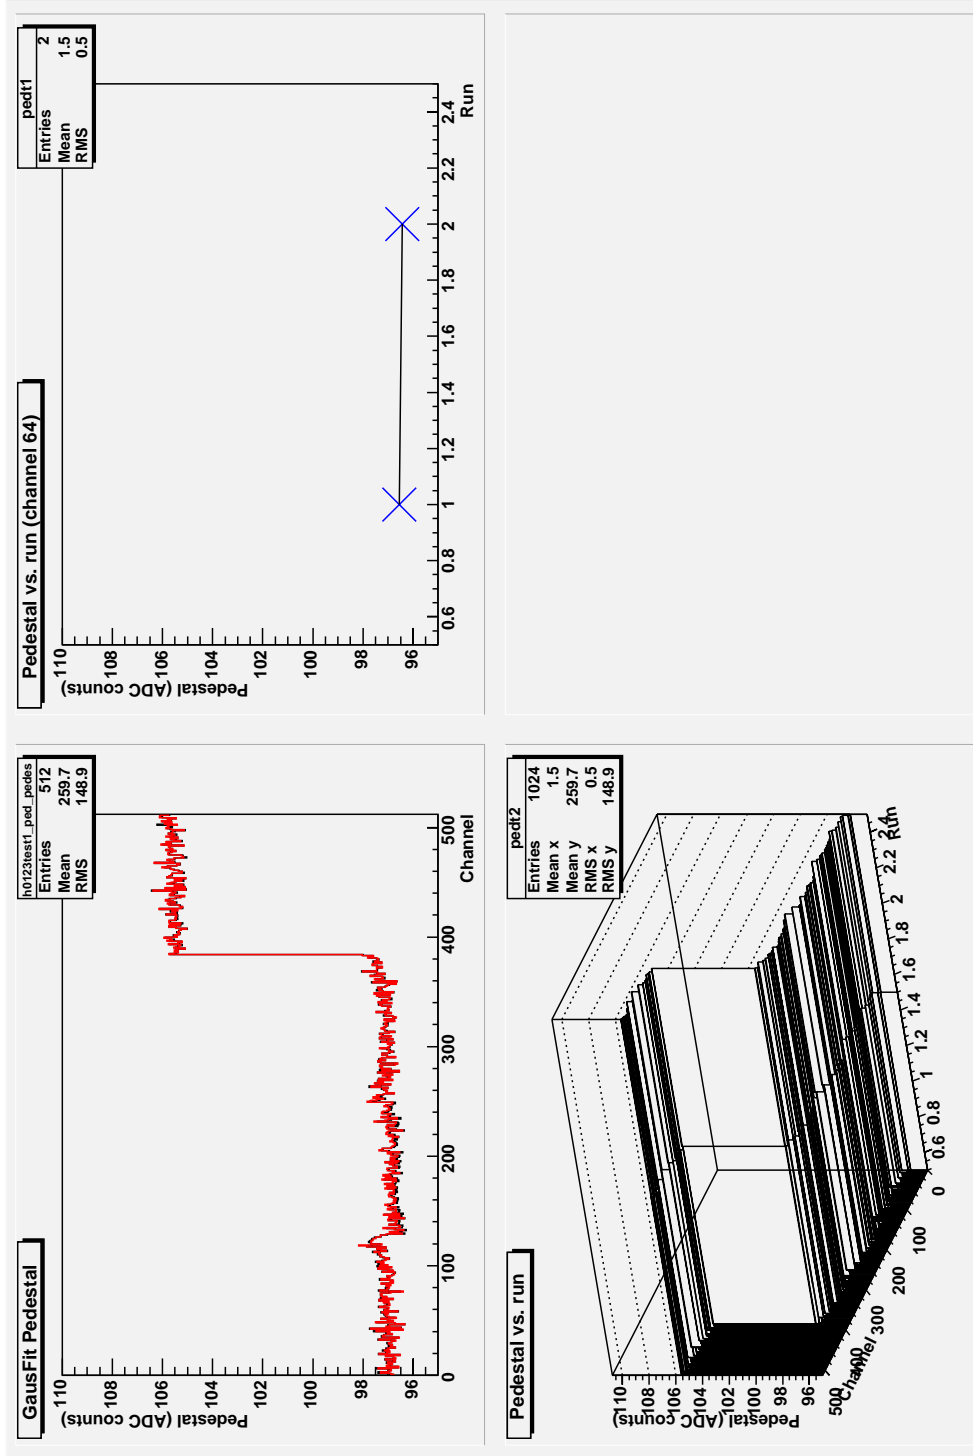 GausFit Pedestal
h0123test1_ped_pedes
Entries 512
Mean 259.7
RMS 148.9
Pedestal (ADC counts)
110
108
106
104
102
100
98
96
0 100 200 300 400 500
Channel
Pedestal vs. run (channel 64)
pedt1
Entries 2
Mean 1.5
RMS 0.5
Pedestal (ADC counts)
110
108
106
104
102
100
98
96
0.6 0.8 1 1.2 1.4 1.6 1.8 2 2.2 2.4
Run
Pedestal vs. run
pedt2
Entries 1024
Mean x 1.5
Mean y 259.7
RMS x 0.5
RMS y 148.9
Pedestal (ADC counts)
110
108
106
104
102
100
98
96
500 400 300 200 100 0
Channel
0.6 0.8 1 1.2 1.4 1.6 1.8 2 2.2 2.4
Run